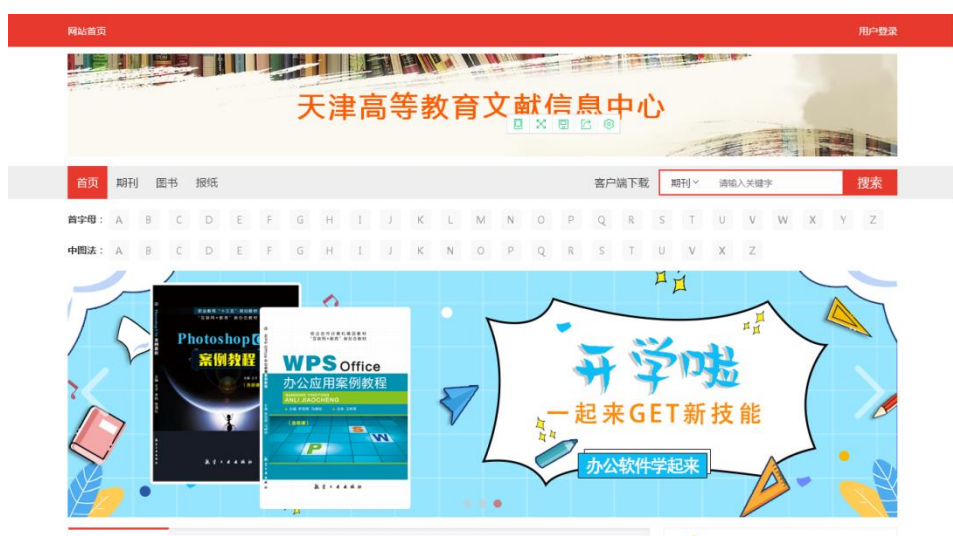 网站首页 用户登录
天津高等教育文献信息中心
首页 期刊 图书 报纸 客户端下载 期刊 请输入关键字 搜索
首字母： A B C D E F G H I J K L M N O P Q R S T U V W X Y Z
中图法： A B C D E F G H I J K N O P Q R S T U V X Z
Photoshop
案例教程
WPS Office
办公应用案例教程
BANGONG YINGYONG
ANLI JIAOCHENG
P S W
开学啦
一起来GET新技能
办公软件学起来